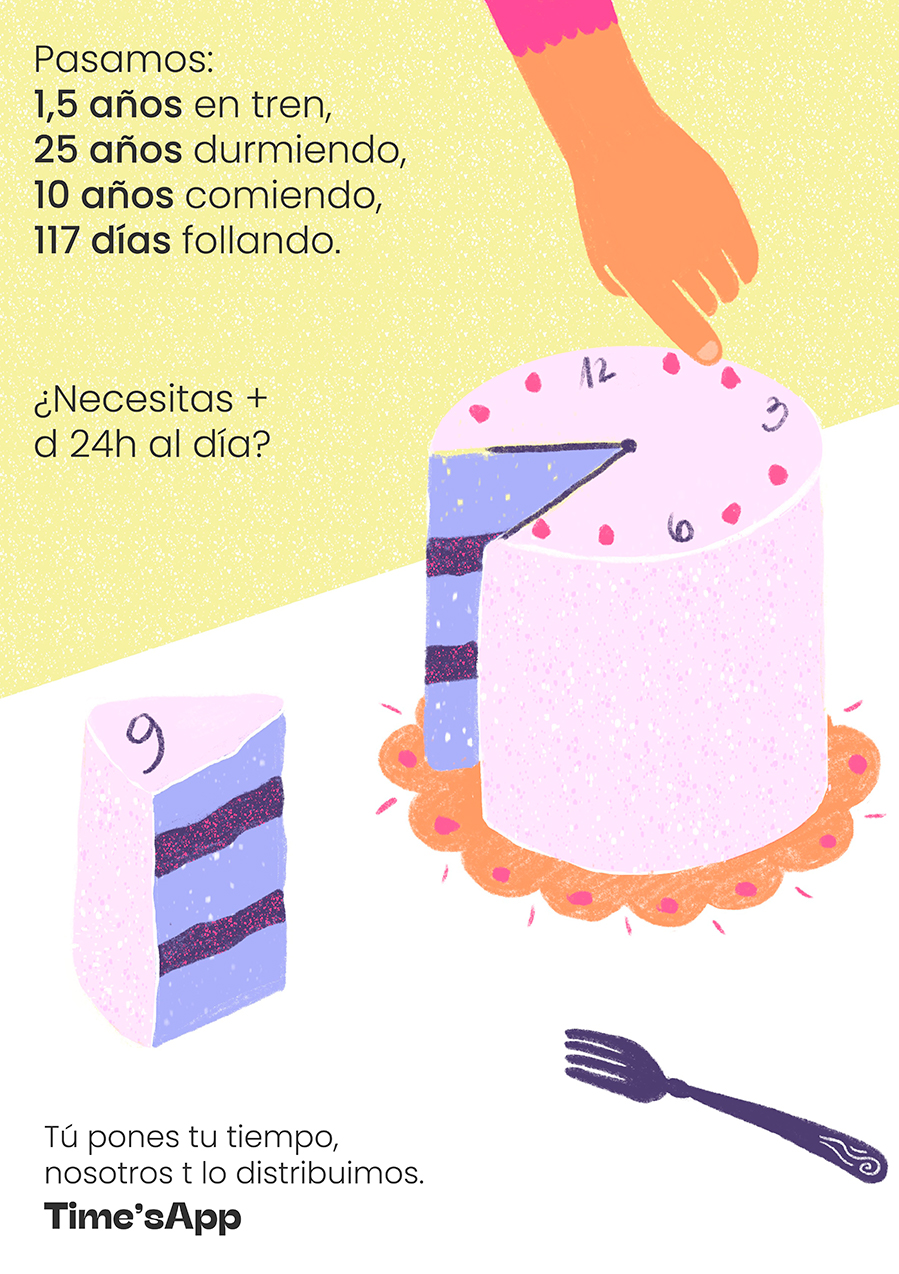 Pasamos:
1,5 años en tren,
25 años durmiendo,
10 años comiendo,
117 días follando.
¿Necesitas +
d 24h al día?
12
3
6
9
Tú pones tu tiempo,
nosotros t lo distribuimos.
Time'sApp